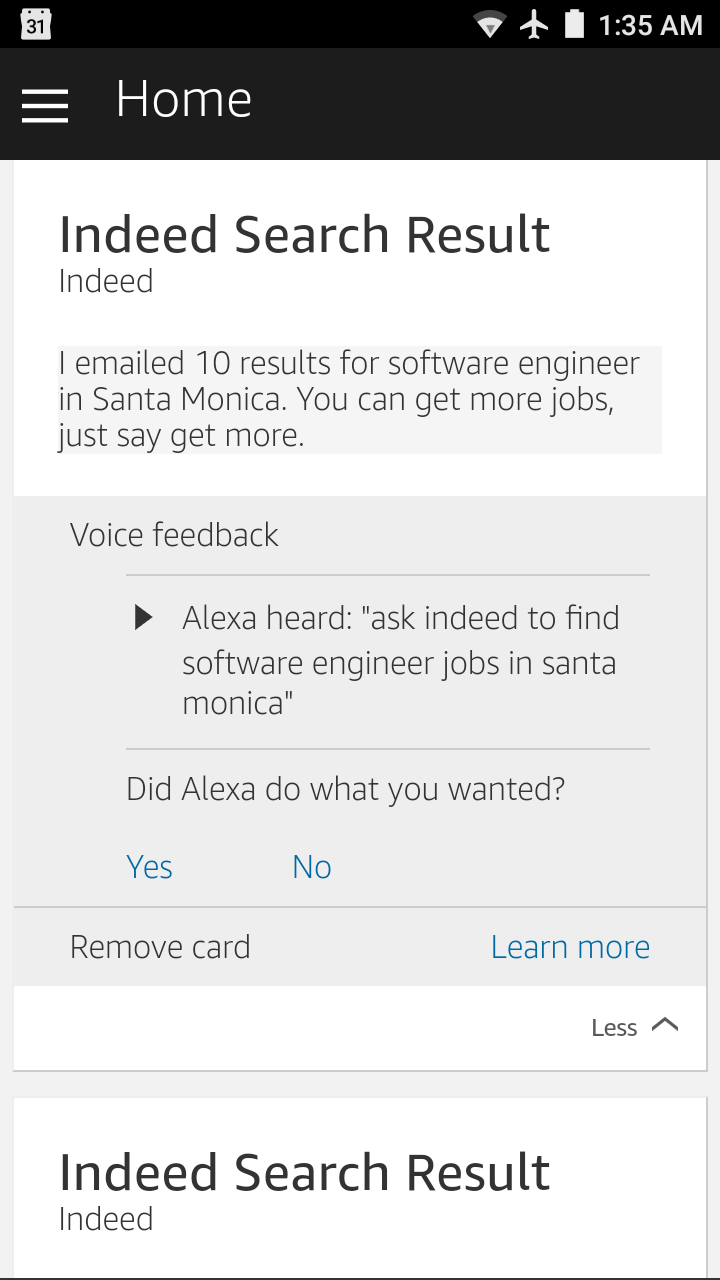 31
1:35 AM
Home
Indeed Search Result
Indeed
I emailed 10 results for software engineer
in Santa Monica. You can get more jobs,
just say get more.
Voice feedback
Alexa heard: "ask indeed to find
software engineer jobs in santa
monica"
Did Alexa do what you wanted?
Yes No
Remove card Learn more
Less
Indeed Search Result
Indeed